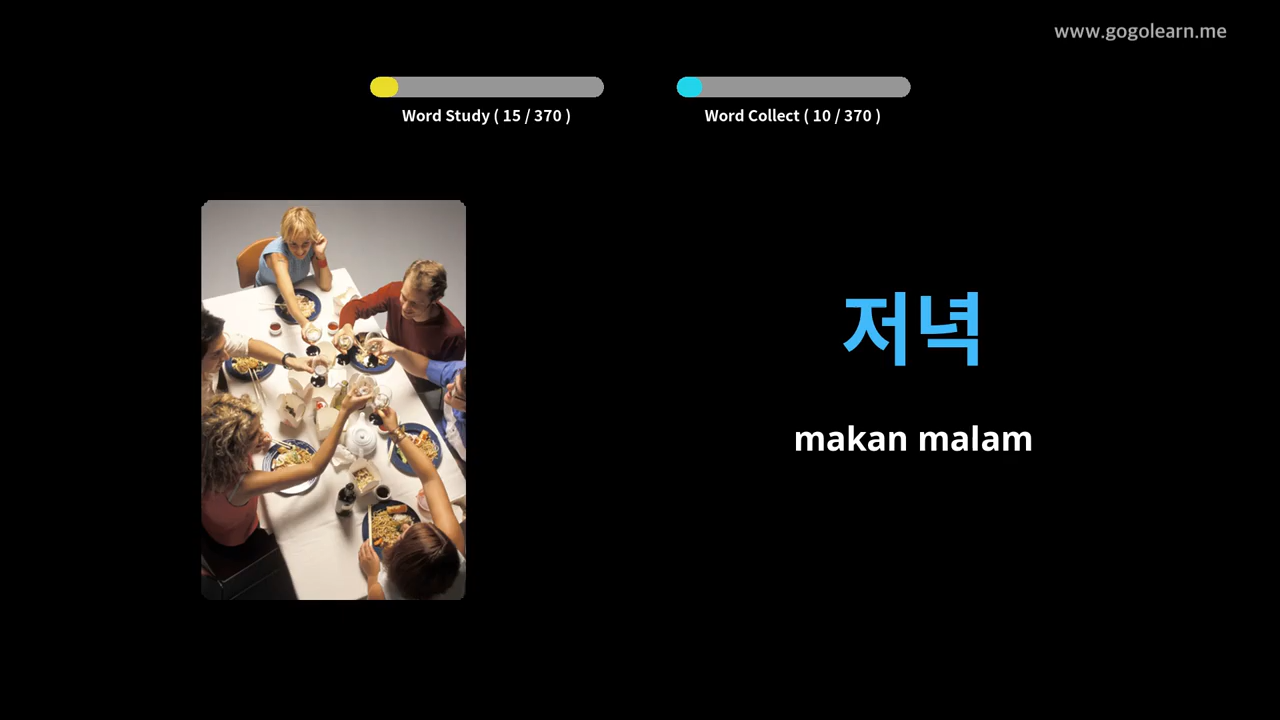 www.gogolearn.me
Word Study ( 15 / 370 )
Word Collect ( 10 / 370 )
저녁
makan malam